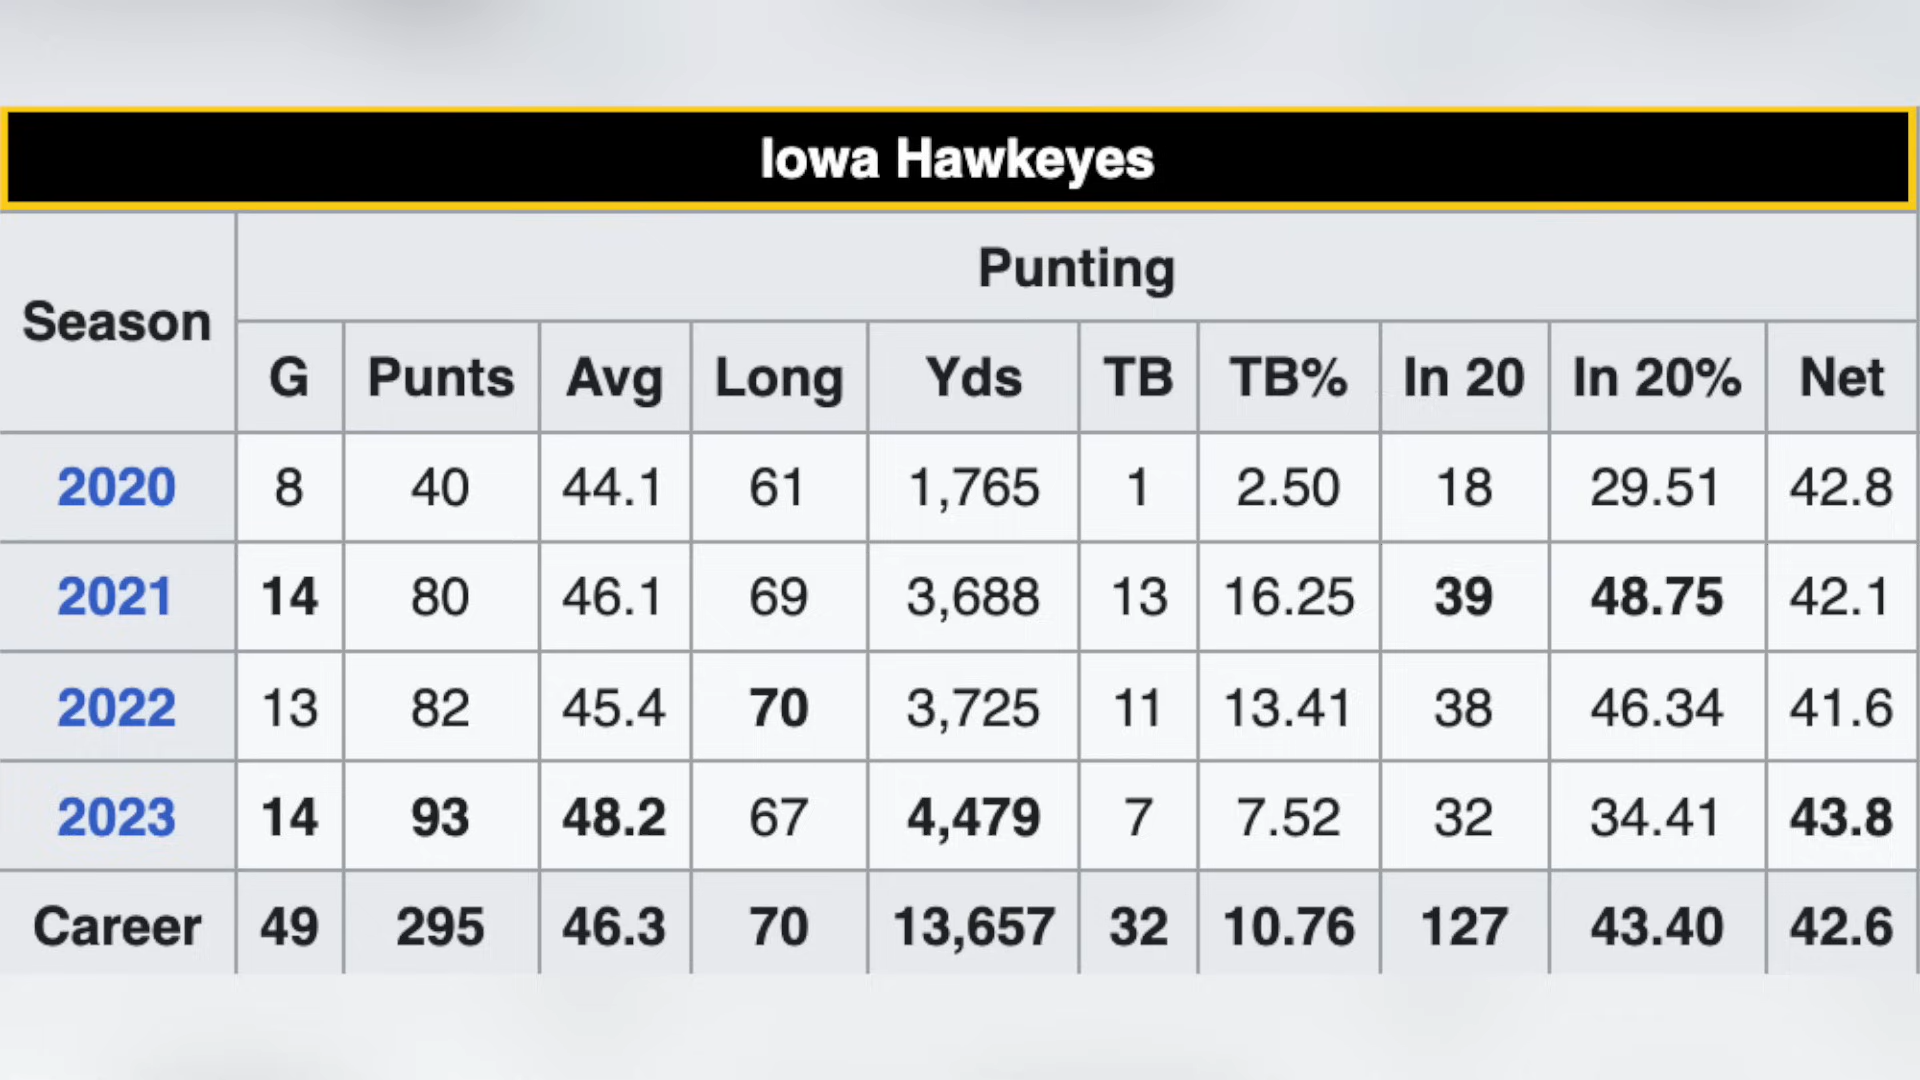 Iowa Hawkeyes
Season Punting
G Punts Avg Long Yds TB TB% In 20 In 20% Net
2020 8 40 44.1 61 1,765 1 2.50 18 29.51 42.8
2021 14 80 46.1 69 3,688 13 16.25 39 48.75 42.1
2022 13 82 45.4 70 3,725 11 13.41 38 46.34 41.6
2023 14 93 48.2 67 4,479 7 7.52 32 34.41 43.8
Career 49 295 46.3 70 13,657 32 10.76 127 43.40 42.6